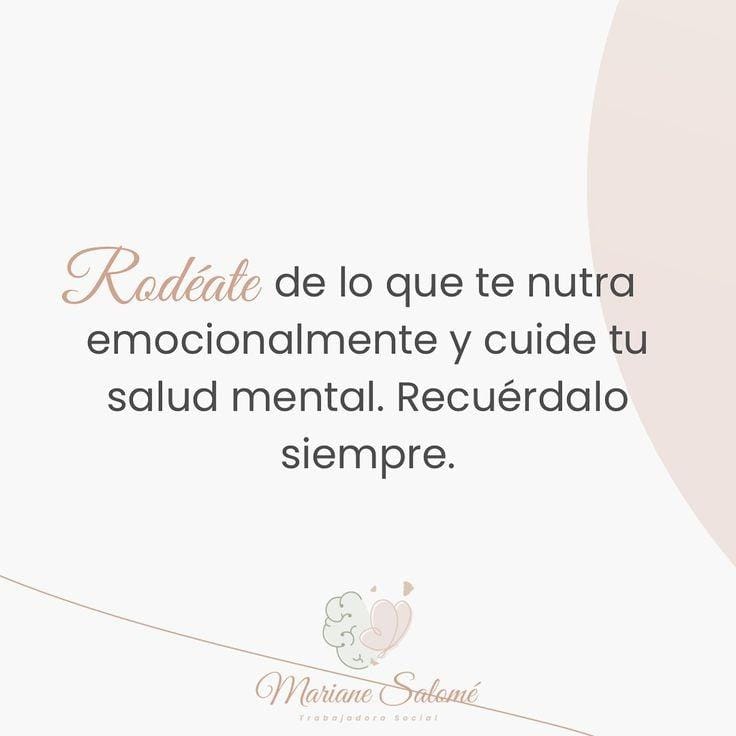 Rodéate de lo que te nutra
emocionalmente y cuide tu
salud mental. Recuérdalo
siempre.
Mariane Salomé
Trabajadora Social